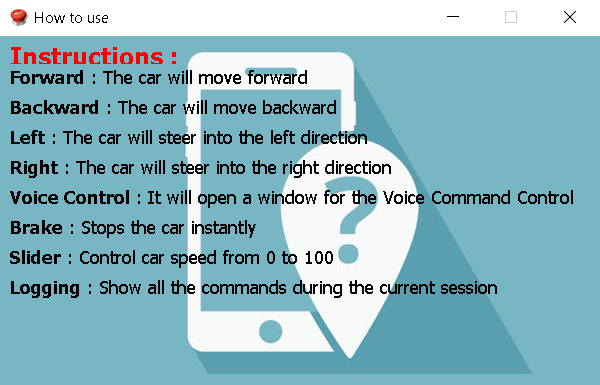 How to use
Instructions :
Forward : The car will move forward
Backward : The car will move backward
Left : The car will steer into the left direction
Right : The car will steer into the right direction
Voice Control : It will open a window for the Voice Command Control
Brake : Stops the car instantly
Slider : Control car speed from 0 to 100
Logging : Show all the commands during the current session
?